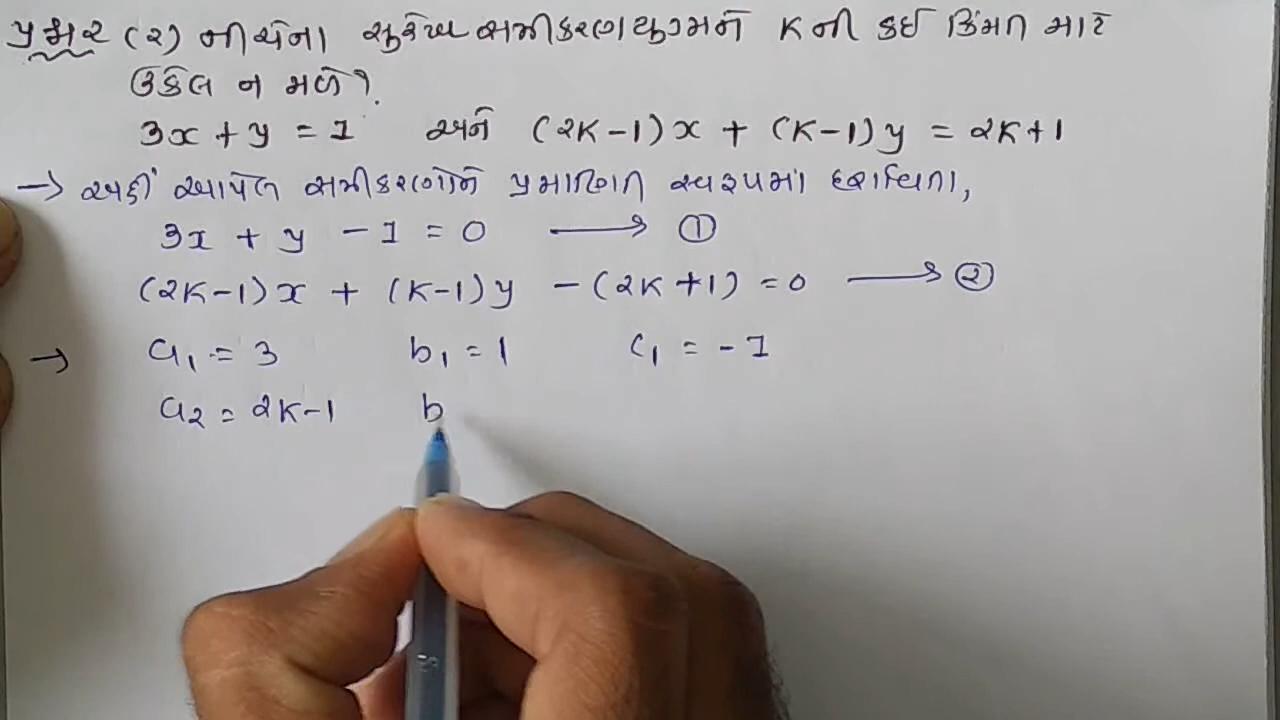 પ્રશ્નર (૨) નીચેના સુરેખ સમીકરણયુગ્મને K ની કઈ કિંમત માટે
ઉકેલ ન મળે?
3x + y = 1 અને (2K-1)x + (K-1)y = 2K+1
→ અહીં આપેલ સમીકરણોને પ્રમાણિત સ્વરૂપમાં દર્શાવતા,
3x + y - 1 = 0 → ①
(2K-1)x + (K-1)y - (2K+1) = 0 → ②
→ a₁ = 3 b₁ = 1 c₁ = -1
a₂ = 2K-1 b